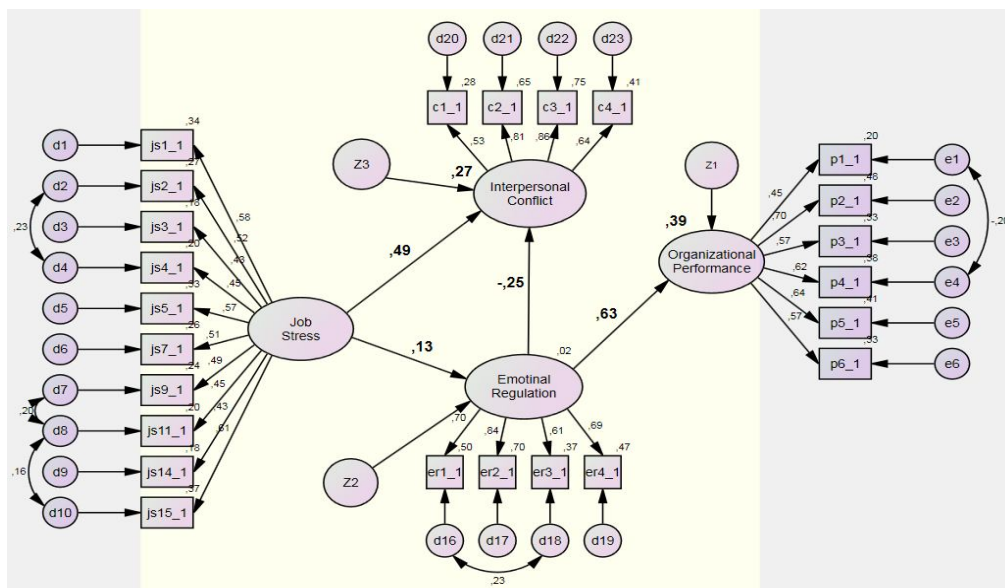 d20 d21 d22 d23
,28 ,65 ,75 ,41
c1_1 c2_1 c3_1 c4_1
,53 ,81 ,86 ,64
Z3
,27
Interpersonal
Conflict
Z1
,39
Organizational
Performance
,20
p1_1 e1
,48
p2_1 e2
,33
p3_1 e3
,38
p4_1 e4
,41
p5_1 e5
,33
p6_1 e6
-,20
,45
,70
,57
,62
,64
,57
,34
d1 js1_1
,27
d2 js2_1
,18
d3 js3_1
,20
d4 js4_1
,33
d5 js5_1
,26
d6 js7_1
,24
d7 js9_1
,20
d8 js11_1
,18
d9 js14_1
,37
d10 js15_1
,23
,20
,16
,58
,52
,43
,45
,57
,51
,49
,45
,43
,61
Job
Stress
,49
-,25
,13
,63
,02
Emotinal
Regulation
Z2
,70 ,84 ,61 ,69
,50 ,70 ,37 ,47
er1_1 er2_1 er3_1 er4_1
d16 d17 d18 d19
,23